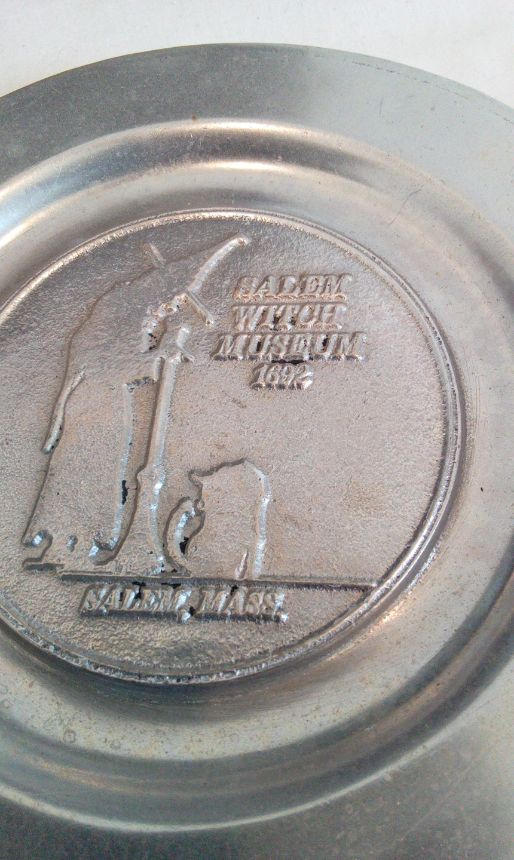 SALEM
WITCH
MUSEUM
1692
SALEM, MASS.